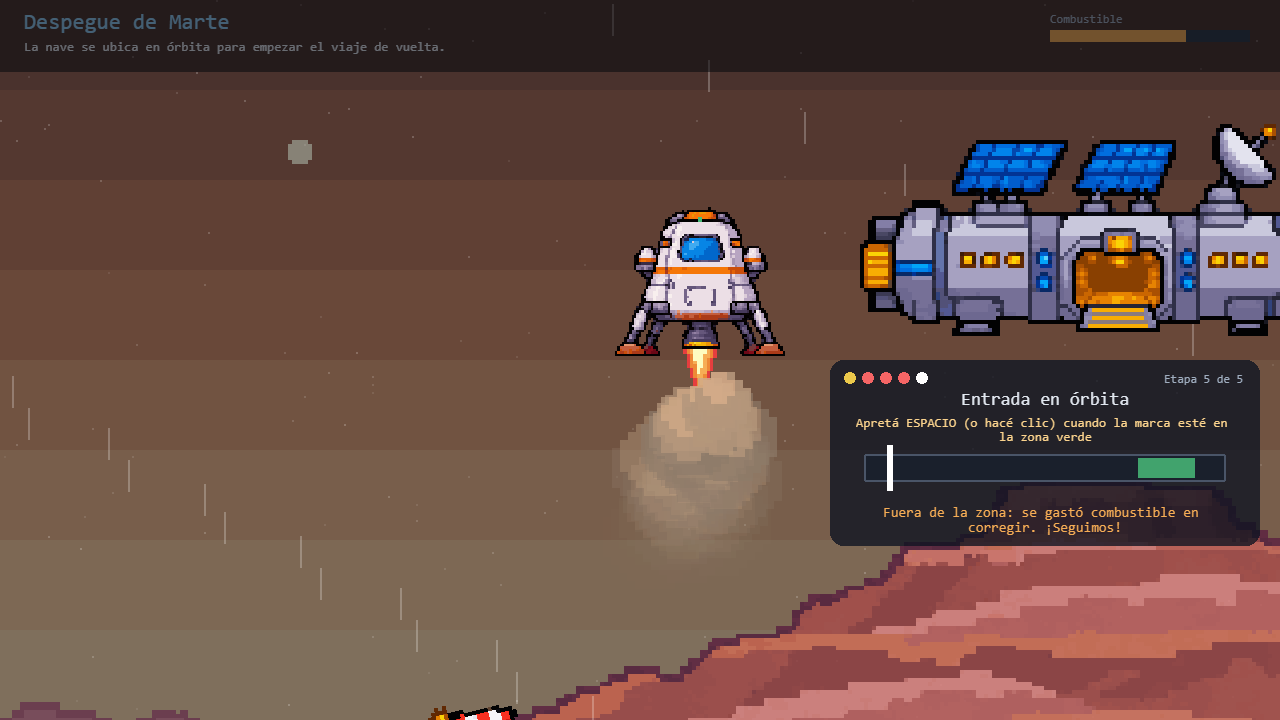 Despegue de Marte
La nave se ubica en órbita para empezar el viaje de vuelta.
Combustible
Etapa 5 de 5
Entrada en órbita
Apretá ESPACIO (o hacé clic) cuando la marca esté en
la zona verde
Fuera de la zona: se gastó combustible en
corregir. ¡Seguimos!